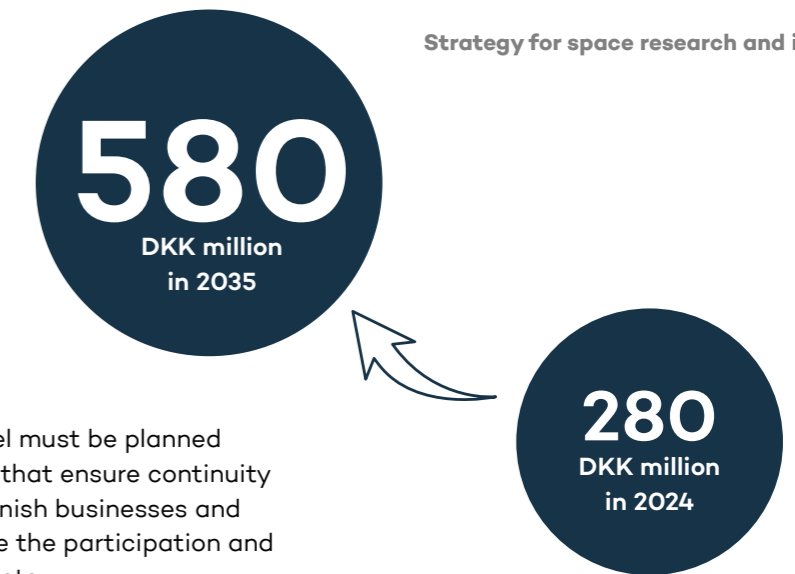 Strategy for space research and i
580
DKK million
in 2035
280
DKK million
in 2024
el must be planned
that ensure continuity
nish businesses and
e the participation and